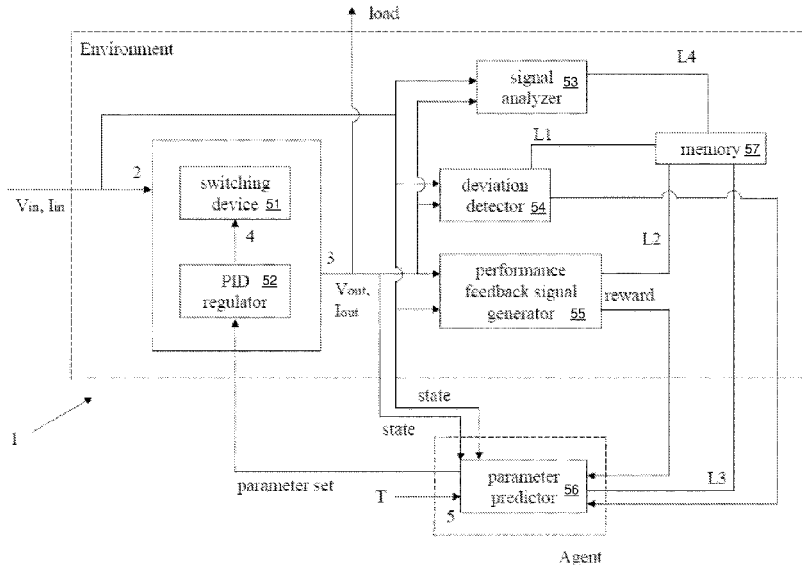 load
Environment
signal
analyzer 53
L4
L1
memory 57
2
switching
device 51
Vin, Iin
deviation
detector 54
4
L2
3
PID 52
regulator
Vout,
Iout
performance
feedback signal
generator 55
reward
state
state
1
parameter set
T
5
parameter
predictor 56
L3
Agent